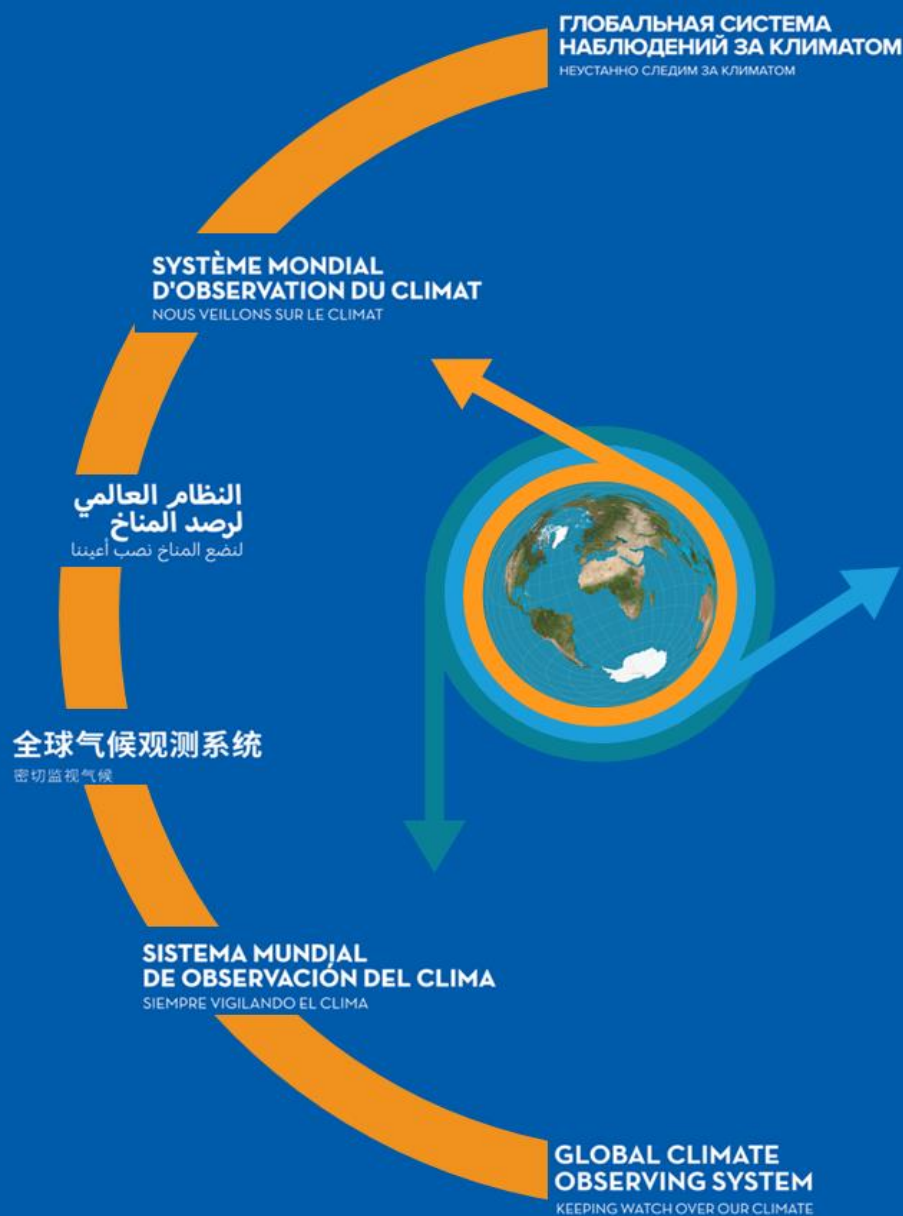 ГЛОБАЛЬНАЯ СИСТЕМА
НАБЛЮДЕНИЙ ЗА КЛИМАТОМ
НЕУСТАННО СЛЕДИМ ЗА КЛИМАТОМ
SYSTÈME MONDIAL
D'OBSERVATION DU CLIMAT
NOUS VEILLONS SUR LE CLIMAT
النظام العالمي
لرصد المناخ
لنضع المناخ نصب أعيننا
全球气候观测系统
密切监视气候
SISTEMA MUNDIAL
DE OBSERVACIÓN DEL CLIMA
SIEMPRE VIGILANDO EL CLIMA
GLOBAL CLIMATE
OBSERVING SYSTEM
KEEPING WATCH OVER OUR CLIMATE